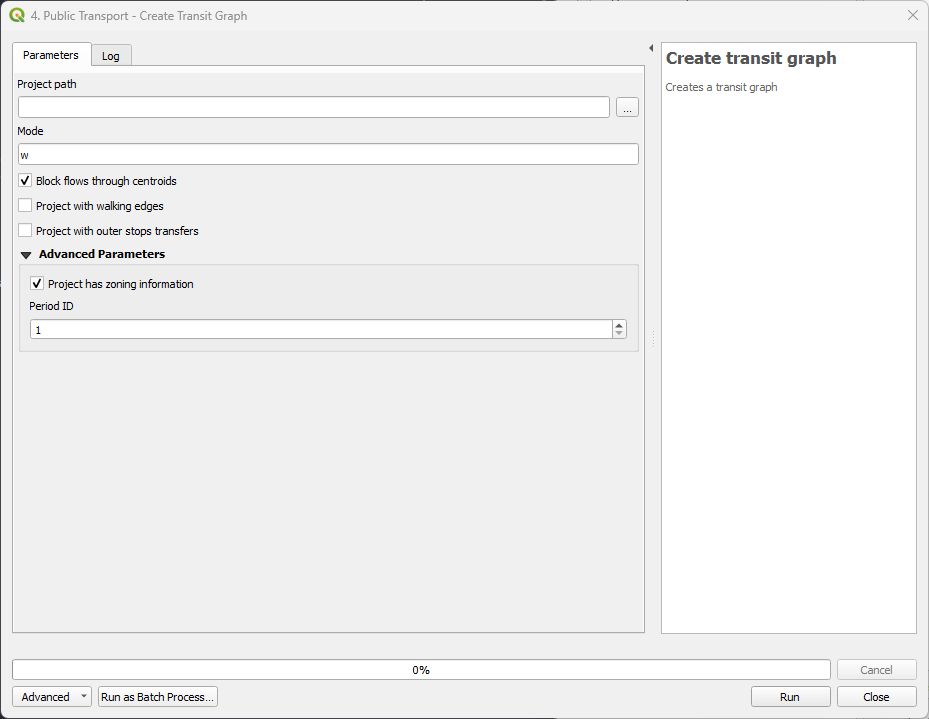 4. Public Transport - Create Transit Graph
Parameters
Log
Project path
...
Mode
w
Block flows through centroids
Project with walking edges
Project with outer stops transfers
Advanced Parameters
Project has zoning information
Period ID
1
Create transit graph
Creates a transit graph
0%
Cancel
Advanced
Run as Batch Process...
Run
Close